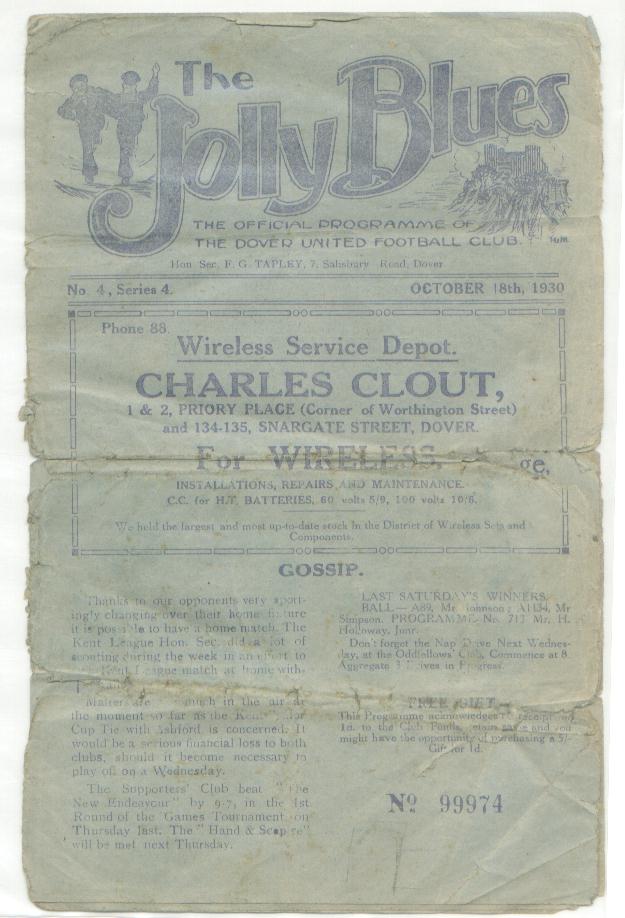 The
Jolly Blues
THE OFFICIAL PROGRAMME OF
THE DOVER UNITED FOOTBALL CLUB.
Hon Sec. F. G. TAPLEY, 7, Salisbury Road, Dover
No. 4, Series 4.
OCTOBER 18th, 1930
Phone 88.
Wireless Service Depot.
CHARLES CLOUT,
1 & 2, PRIORY PLACE (Corner of Worthington Street)
and 134-135, SNARGATE STREET, DOVER.
For WIRELESS, ge,
INSTALLATIONS, REPAIRS AND MAINTENANCE.
C.C. for H.T. BATTERIES, 60 volts 5/9, 100 volts 10/6.
We hold the largest and most up-to-date stock in the District of Wireless Sets and
Components.
GOSSIP.
Thanks to our opponents very sport-
ingly changing over their home fixture
it is possible to have a home match. The
Kent League Hon. Sec. did a lot of
scouting during the week in an effort to
League match at home with-
Matters are much in the air at
the moment so far as the Kent
Cup Tie with Ashford is concerned. It
would be a serious financial loss to both
clubs, should it become necessary to
play off on a Wednesday.
The Supporters' Club beat "The
New Endeavour" by 9-7, in the 1st
Round of the Games Tournament on
Thursday last. The "Hand & Sceptre"
will be met next Thursday.
LAST SATURDAY'S WINNERS
BALL—A89, Mr. Johnson; A1134, Mr
Simpson. PROGRAMME No. 713 Mr. H.
Holloway, Junr.
Don't forget the Nap Drive Next Wednes-
day, at the Oddfellows' Club, Commence at 8.
Aggregate 3 Drives in Progress.
FREE GIFT
This Programme acknowledges receipt of
1d. to the Club Funds, retain same and you
might have the opportunity of purchasing a 5/-
Gift for 1d.
No 99974